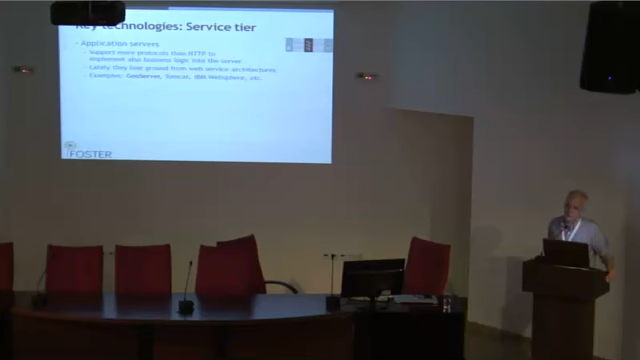 Key technologies: Service tier
- Application servers
- Support more protocols than HTTP to
implement also business logic into the server
- Lately they lose ground from web service architectures
- Examples: GeoServer, Tomcat, IBM Websphere, etc.
FOSTER